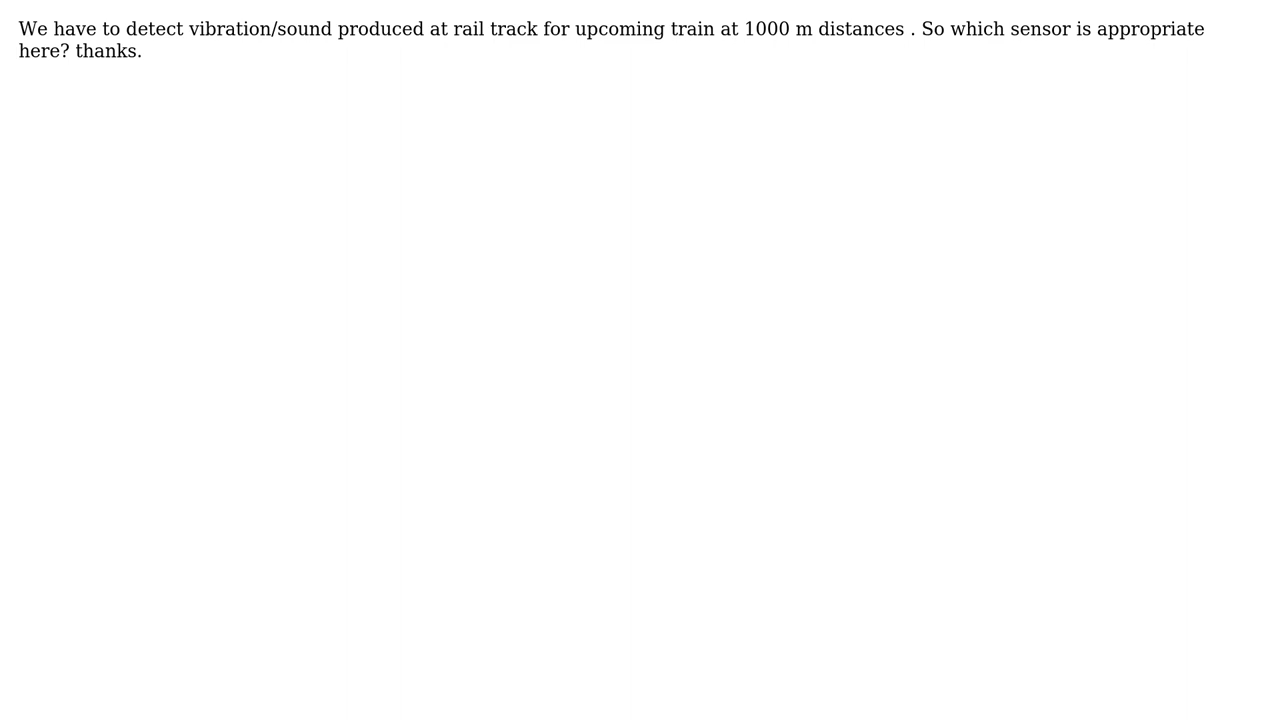 We have to detect vibration/sound produced at rail track for upcoming train at 1000 m distances . So which sensor is appropriate
here? thanks.